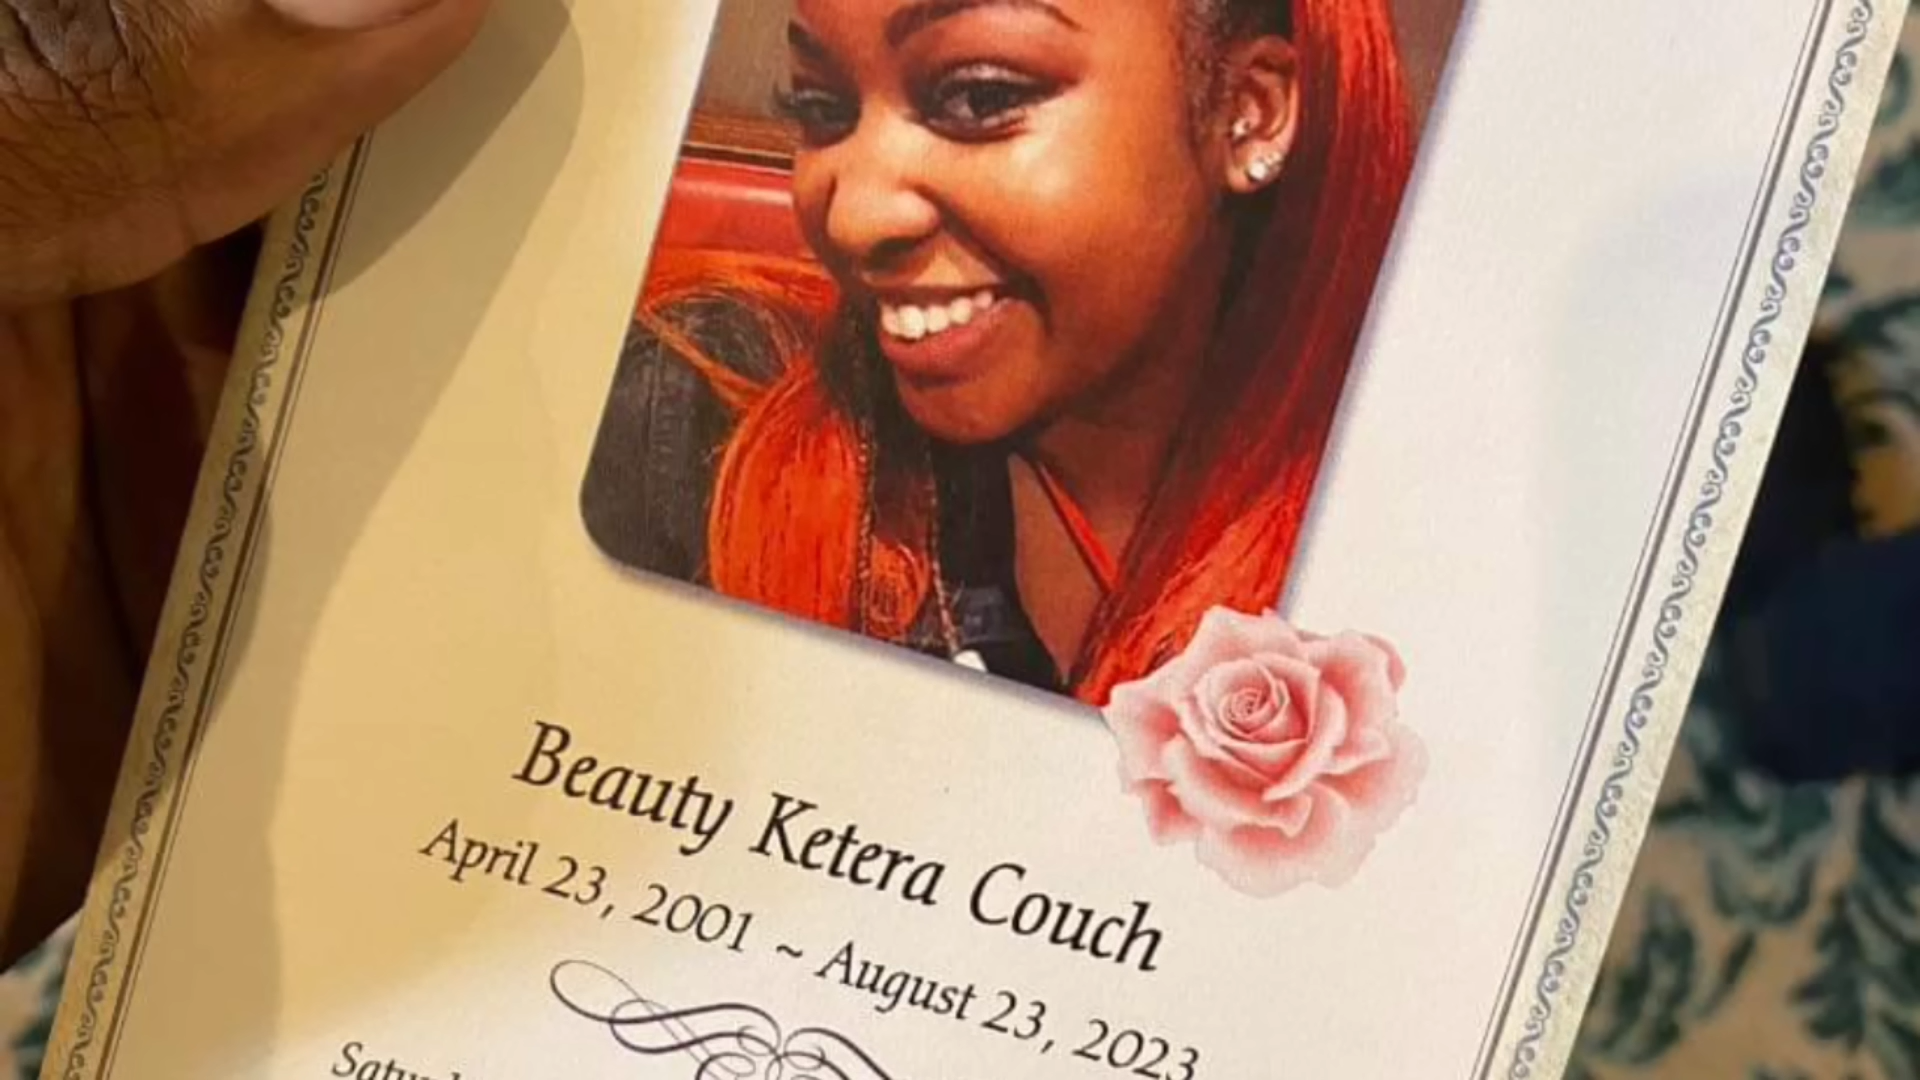 Beauty Ketera Couch
April 23, 2001 ~ August 23, 2023